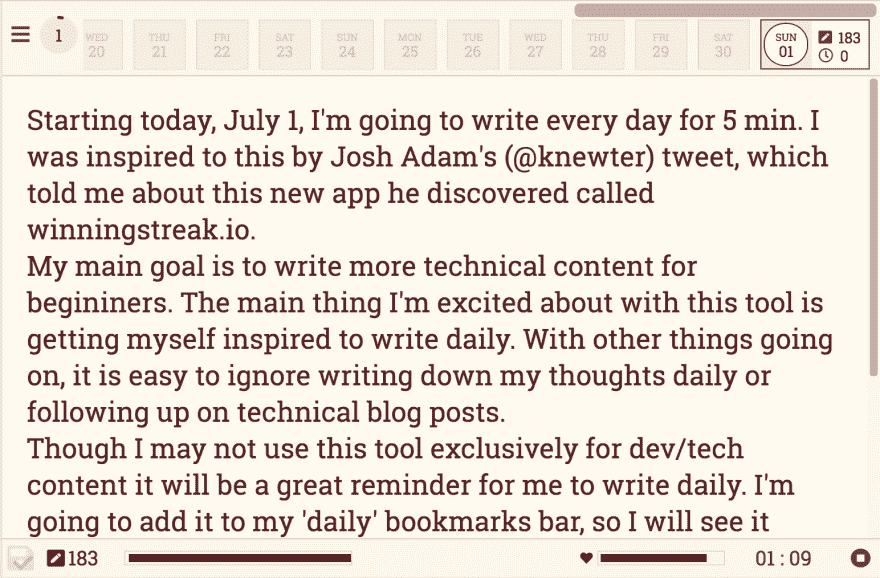 1
WED 20
THU 21
FRI 22
SAT 23
SUN 24
MON 25
TUE 26
WED 27
THU 28
FRI 29
SAT 30
SUN 01
183
0
Starting today, July 1, I'm going to write every day for 5 min. I
was inspired to this by Josh Adam's (@knewter) tweet, which
told me about this new app he discovered called
winningstreak.io.
My main goal is to write more technical content for
begininers. The main thing I'm excited about with this tool is
getting myself inspired to write daily. With other things going
on, it is easy to ignore writing down my thoughts daily or
following up on technical blog posts.
Though I may not use this tool exclusively for dev/tech
content it will be a great reminder for me to write daily. I'm
going to add it to my 'daily' bookmarks bar, so I will see it
183
01 : 09